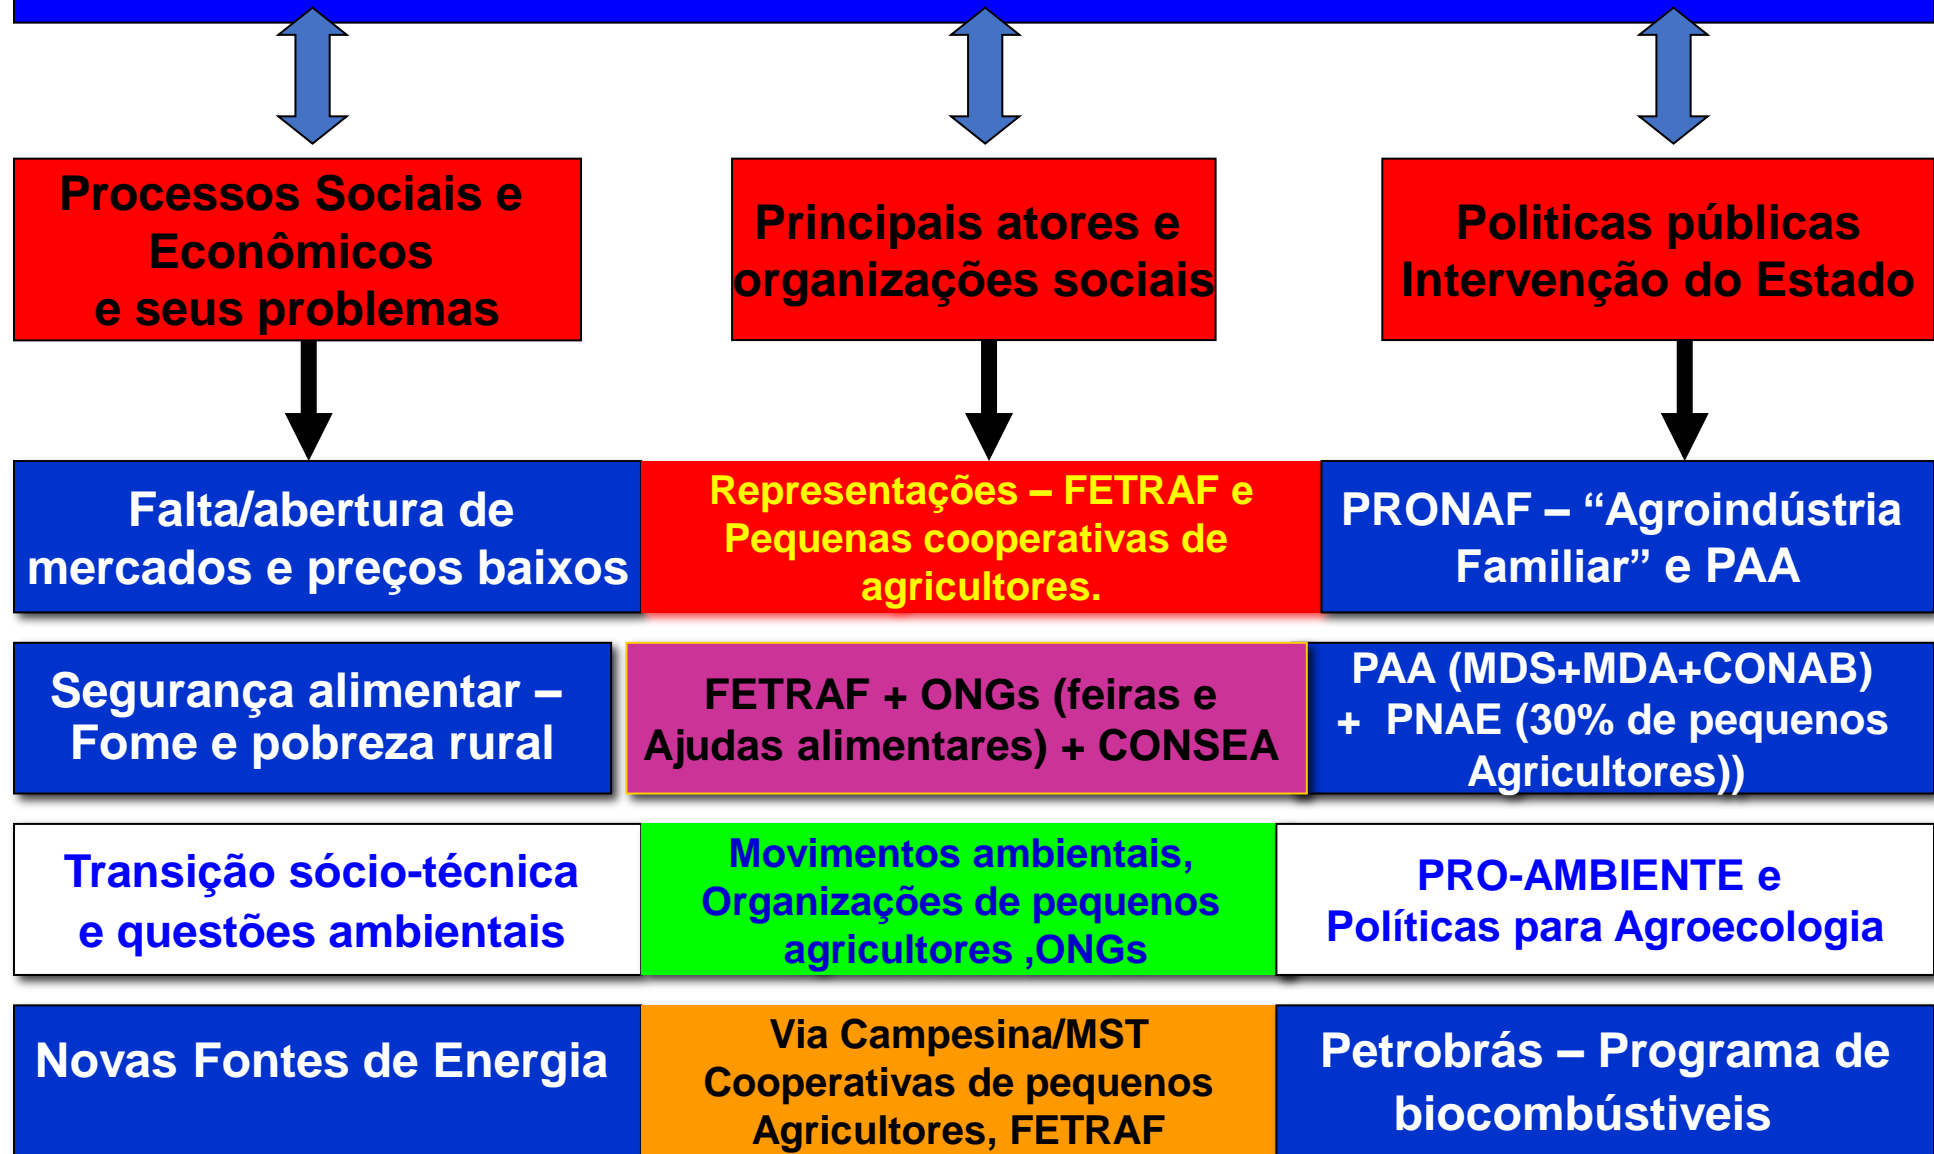 Processos Sociais e
Econômicos
e seus problemas
Principais atores e
organizações sociais
Politicas públicas
Intervenção do Estado
Falta/abertura de
mercados e preços baixos
Representações – FETRAF e
Pequenas cooperativas de
agricultores.
PRONAF – “Agroindústria
Familiar” e PAA
Segurança alimentar –
Fome e pobreza rural
FETRAF + ONGs (feiras e
Ajudas alimentares) + CONSEA
PAA (MDS+MDA+CONAB)
+ PNAE (30% de pequenos
Agricultores))
Transição sócio-técnica
e questões ambientais
Movimentos ambientais,
Organizações de pequenos
agricultores ,ONGs
PRO-AMBIENTE e
Políticas para Agroecologia
Novas Fontes de Energia
Via Campesina/MST
Cooperativas de pequenos
Agricultores, FETRAF
Petrobrás – Programa de
biocombústiveis